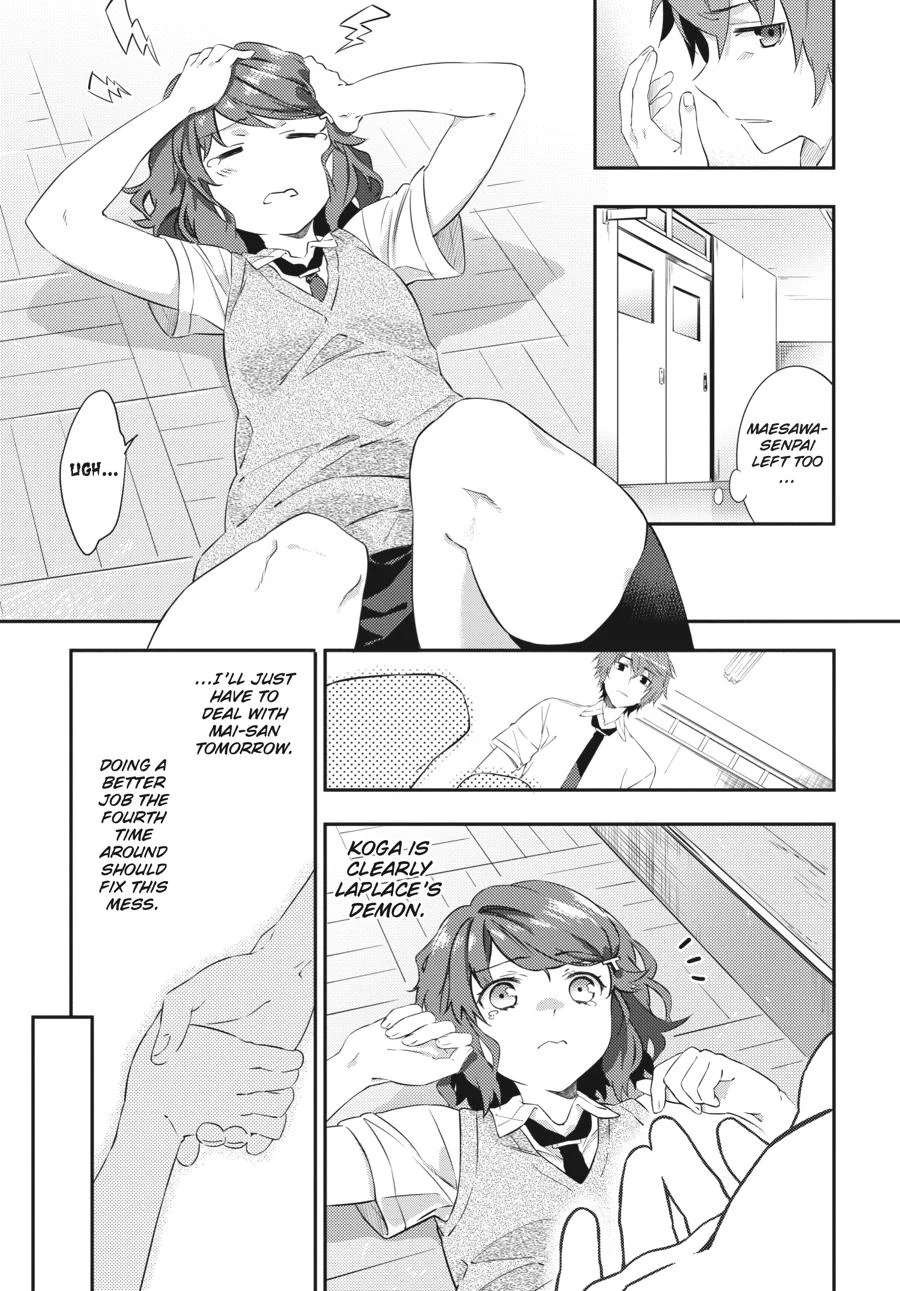 MAESAWA-
SENPAI
LEFT TOO
...
UGH...
KOGA IS
CLEARLY
LAPLACE'S
DEMON.
...I'LL JUST
HAVE TO
DEAL WITH
MAI-SAN
TOMORROW.
DOING A
BETTER
JOB THE
FOURTH
TIME
AROUND
SHOULD
FIX THIS
MESS.